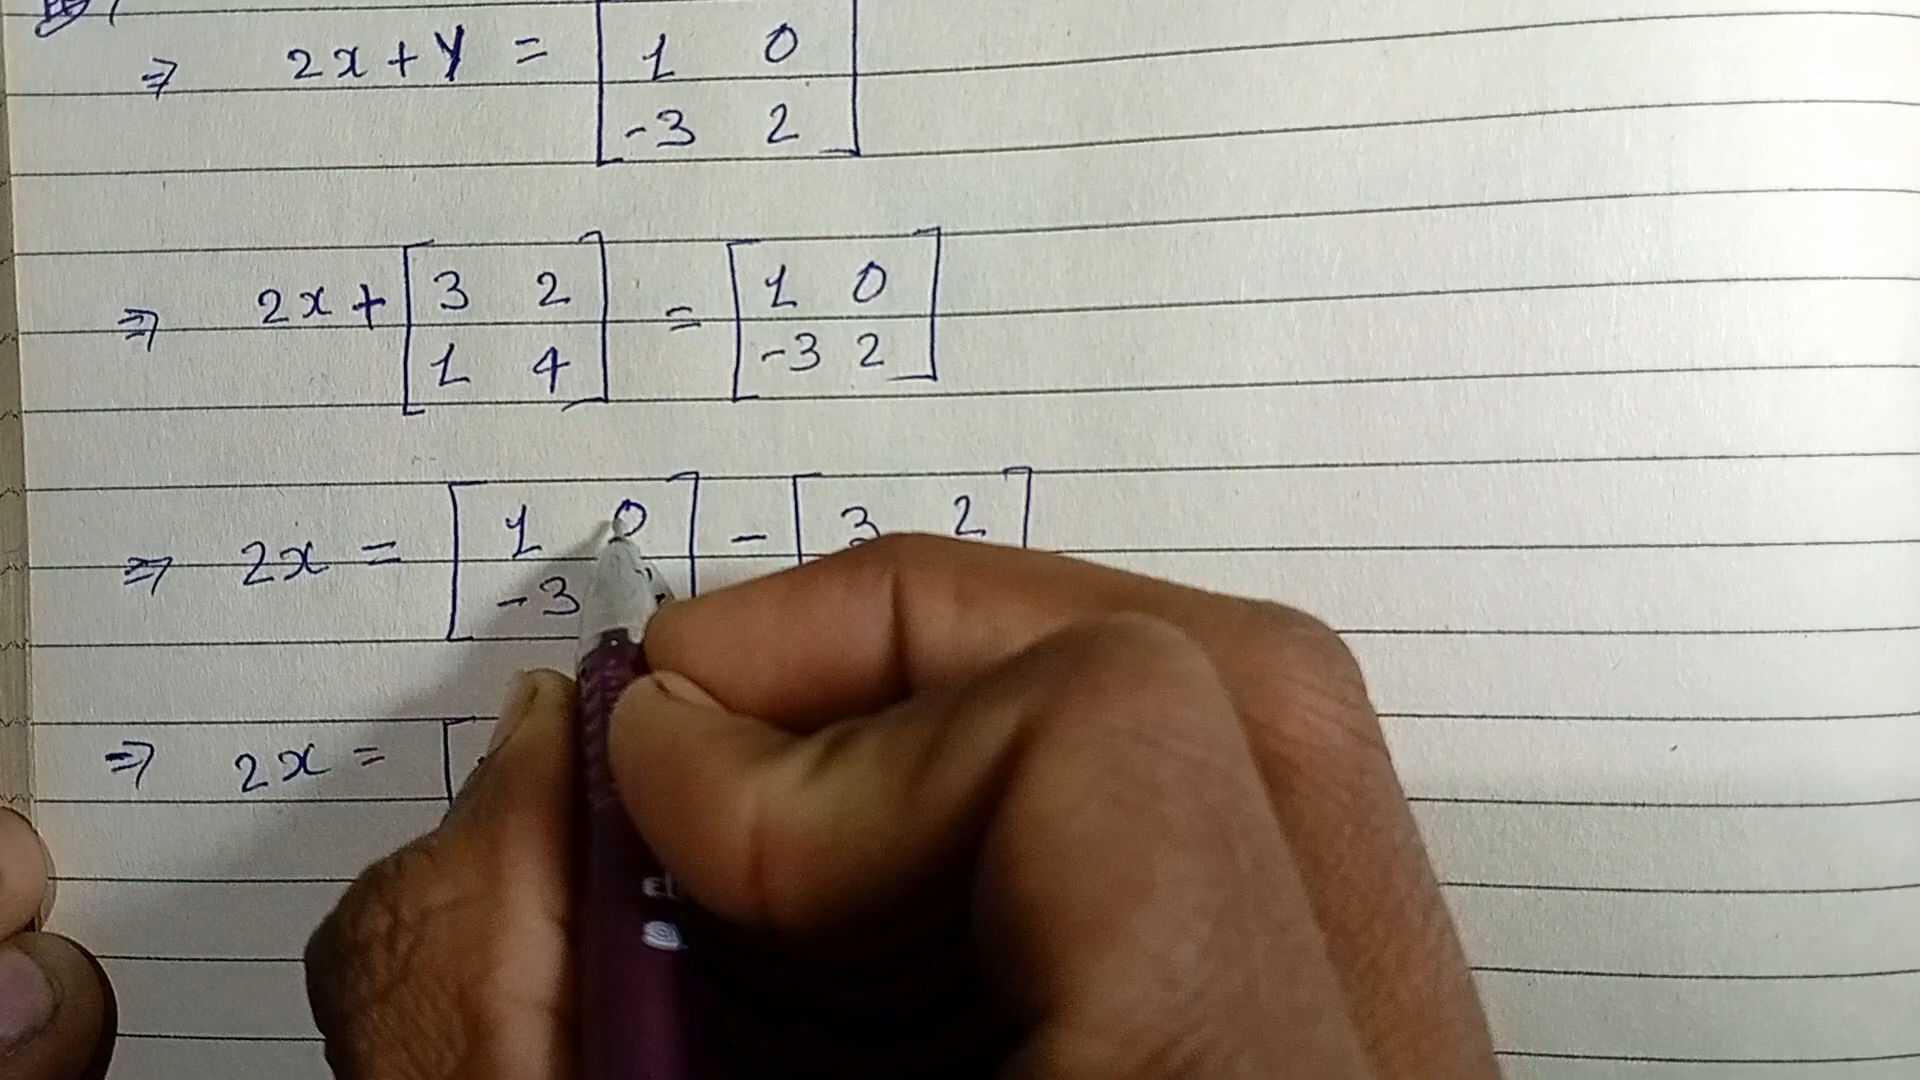 ⇒ 2x + Y = [1 0
-3 2]
⇒ 2x + [3 2 = [1 0
1 4] -3 2]
⇒ 2x = [1 0] - [3 2]
-3
⇒ 2x = [